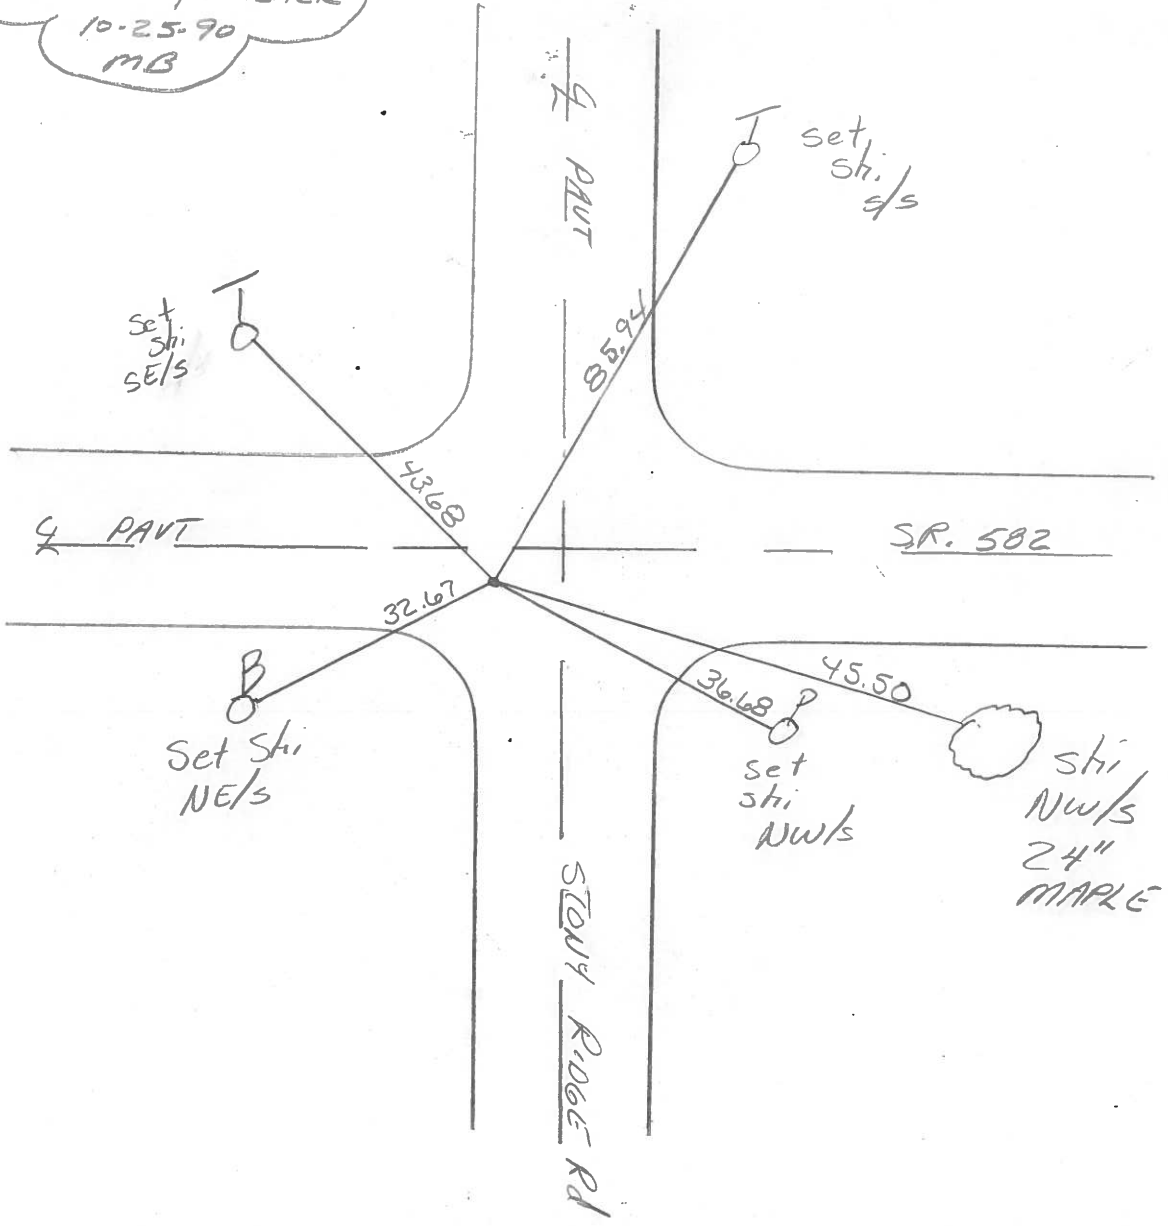 10-25-90
MB
℄ PAVT
T
set
shi
s/s
T
set
shi
SE/s
85.94
43.68
℄ PAVT
S.R. 582
32.67
B
Set Shi
NE/s
36.68
P
set
shi
NW/s
45.50
shi
NW/s
24"
MAPLE
STONY RIDGE Rd